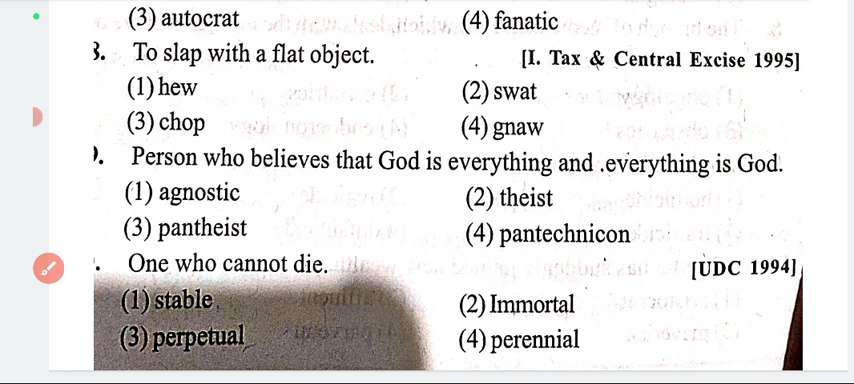 (3) autocrat (4) fanatic
3. To slap with a flat object. [I. Tax & Central Excise 1995]
(1) hew (2) swat
(3) chop (4) gnaw
). Person who believes that God is everything and .everything is God.
(1) agnostic (2) theist
(3) pantheist (4) pantechnicon
. One who cannot die. [UDC 1994]
(1) stable (2) Immortal
(3) perpetual (4) perennial